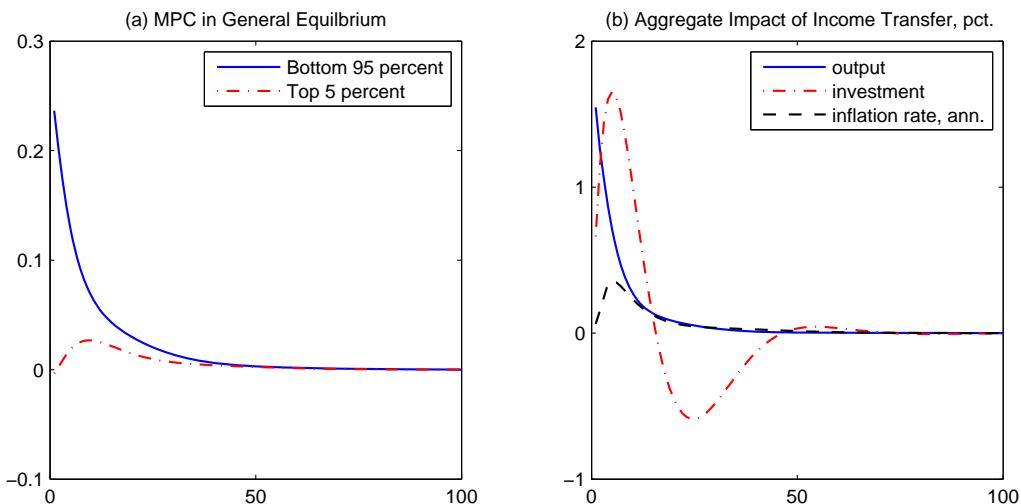 (a) MPC in General Equilbrium
0.3
0.2
0.1
0
−0.1
0
50
100
Bottom 95 percent
Top 5 percent
(b) Aggregate Impact of Income Transfer, pct.
2
1
0
−1
0
50
100
output
investment
inflation rate, ann.